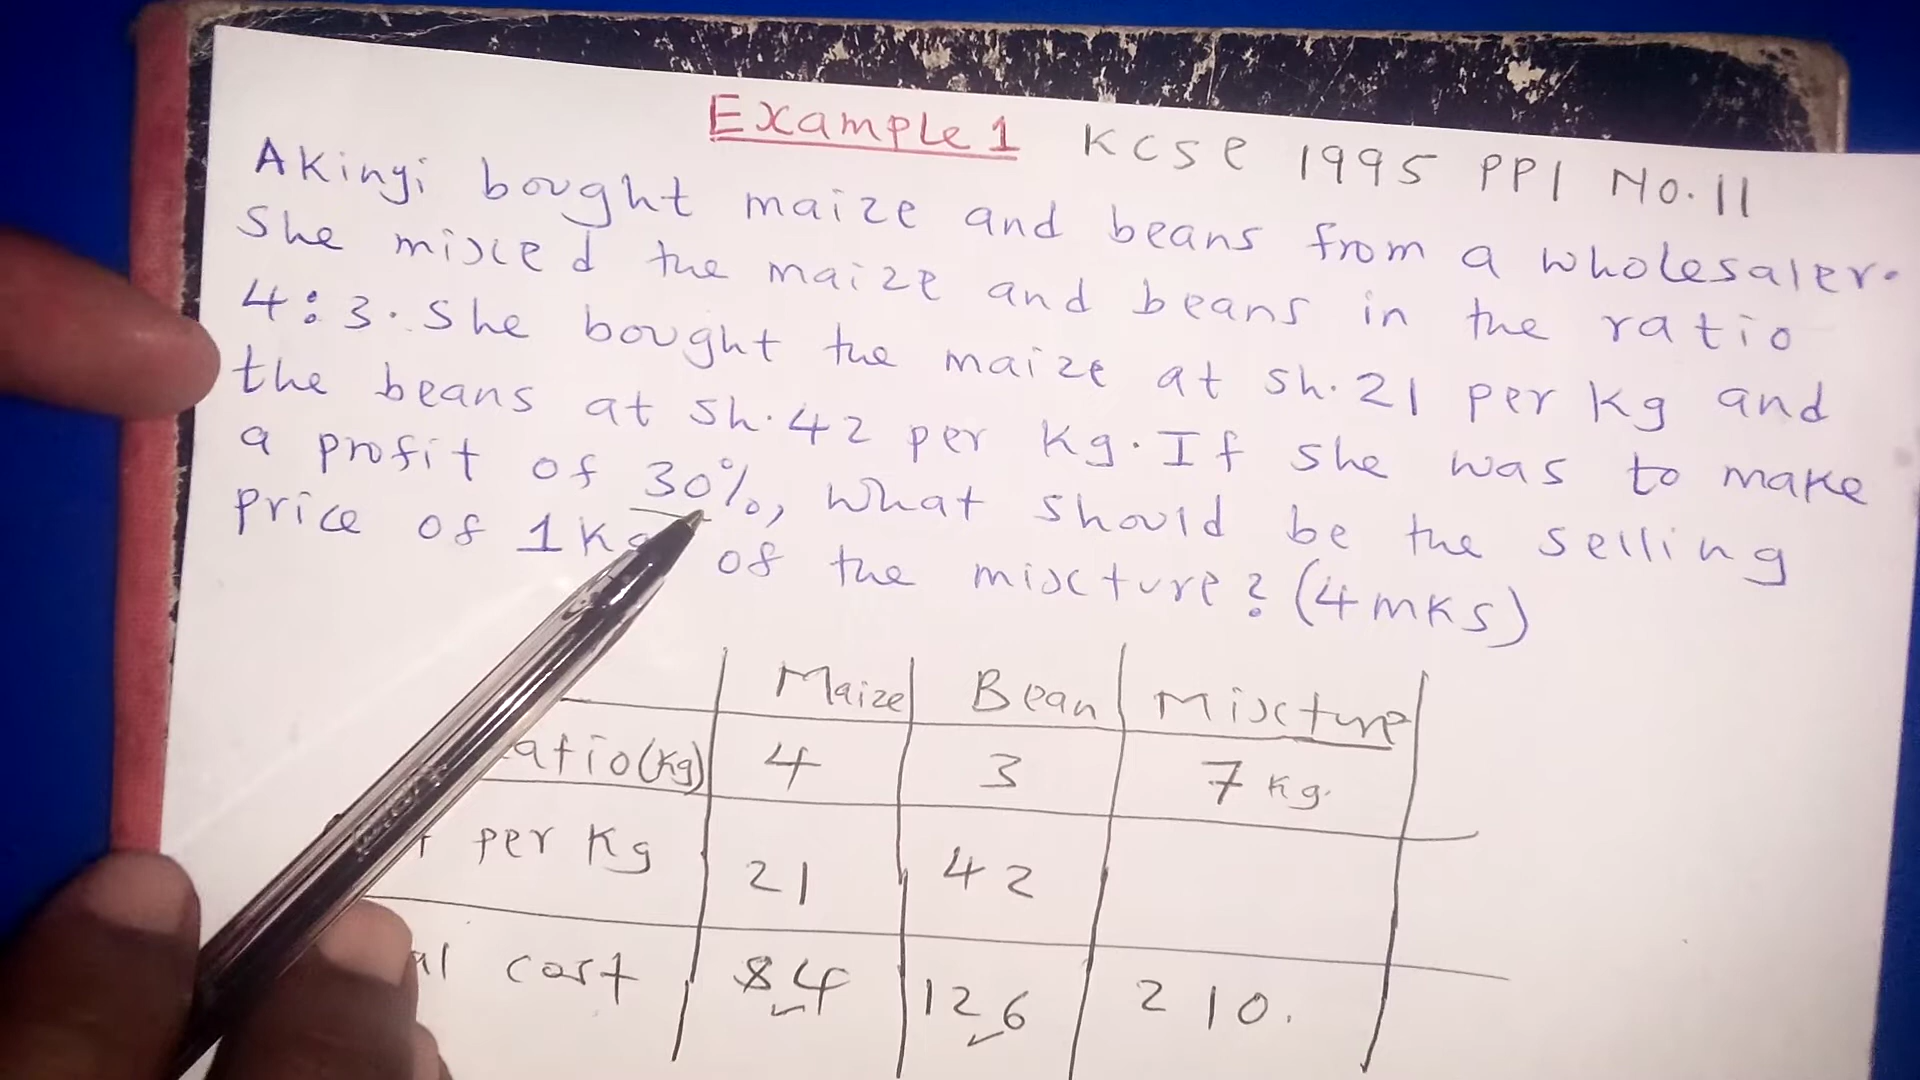 Example 1 KCSE 1995 PP1 No. 11
Akinyi bought maize and beans from a wholesaler.
She mixed the maize and beans in the ratio
4:3. She bought the maize at sh. 21 per kg and
the beans at sh. 42 per kg. If she was to make
a profit of 30%, what should be the selling
price of 1 kg of the mixture? (4mks)
Maize Bean Mixture
atio(kg) 4 3 7 kg.
per kg 21 42
al cost 84 126 210.